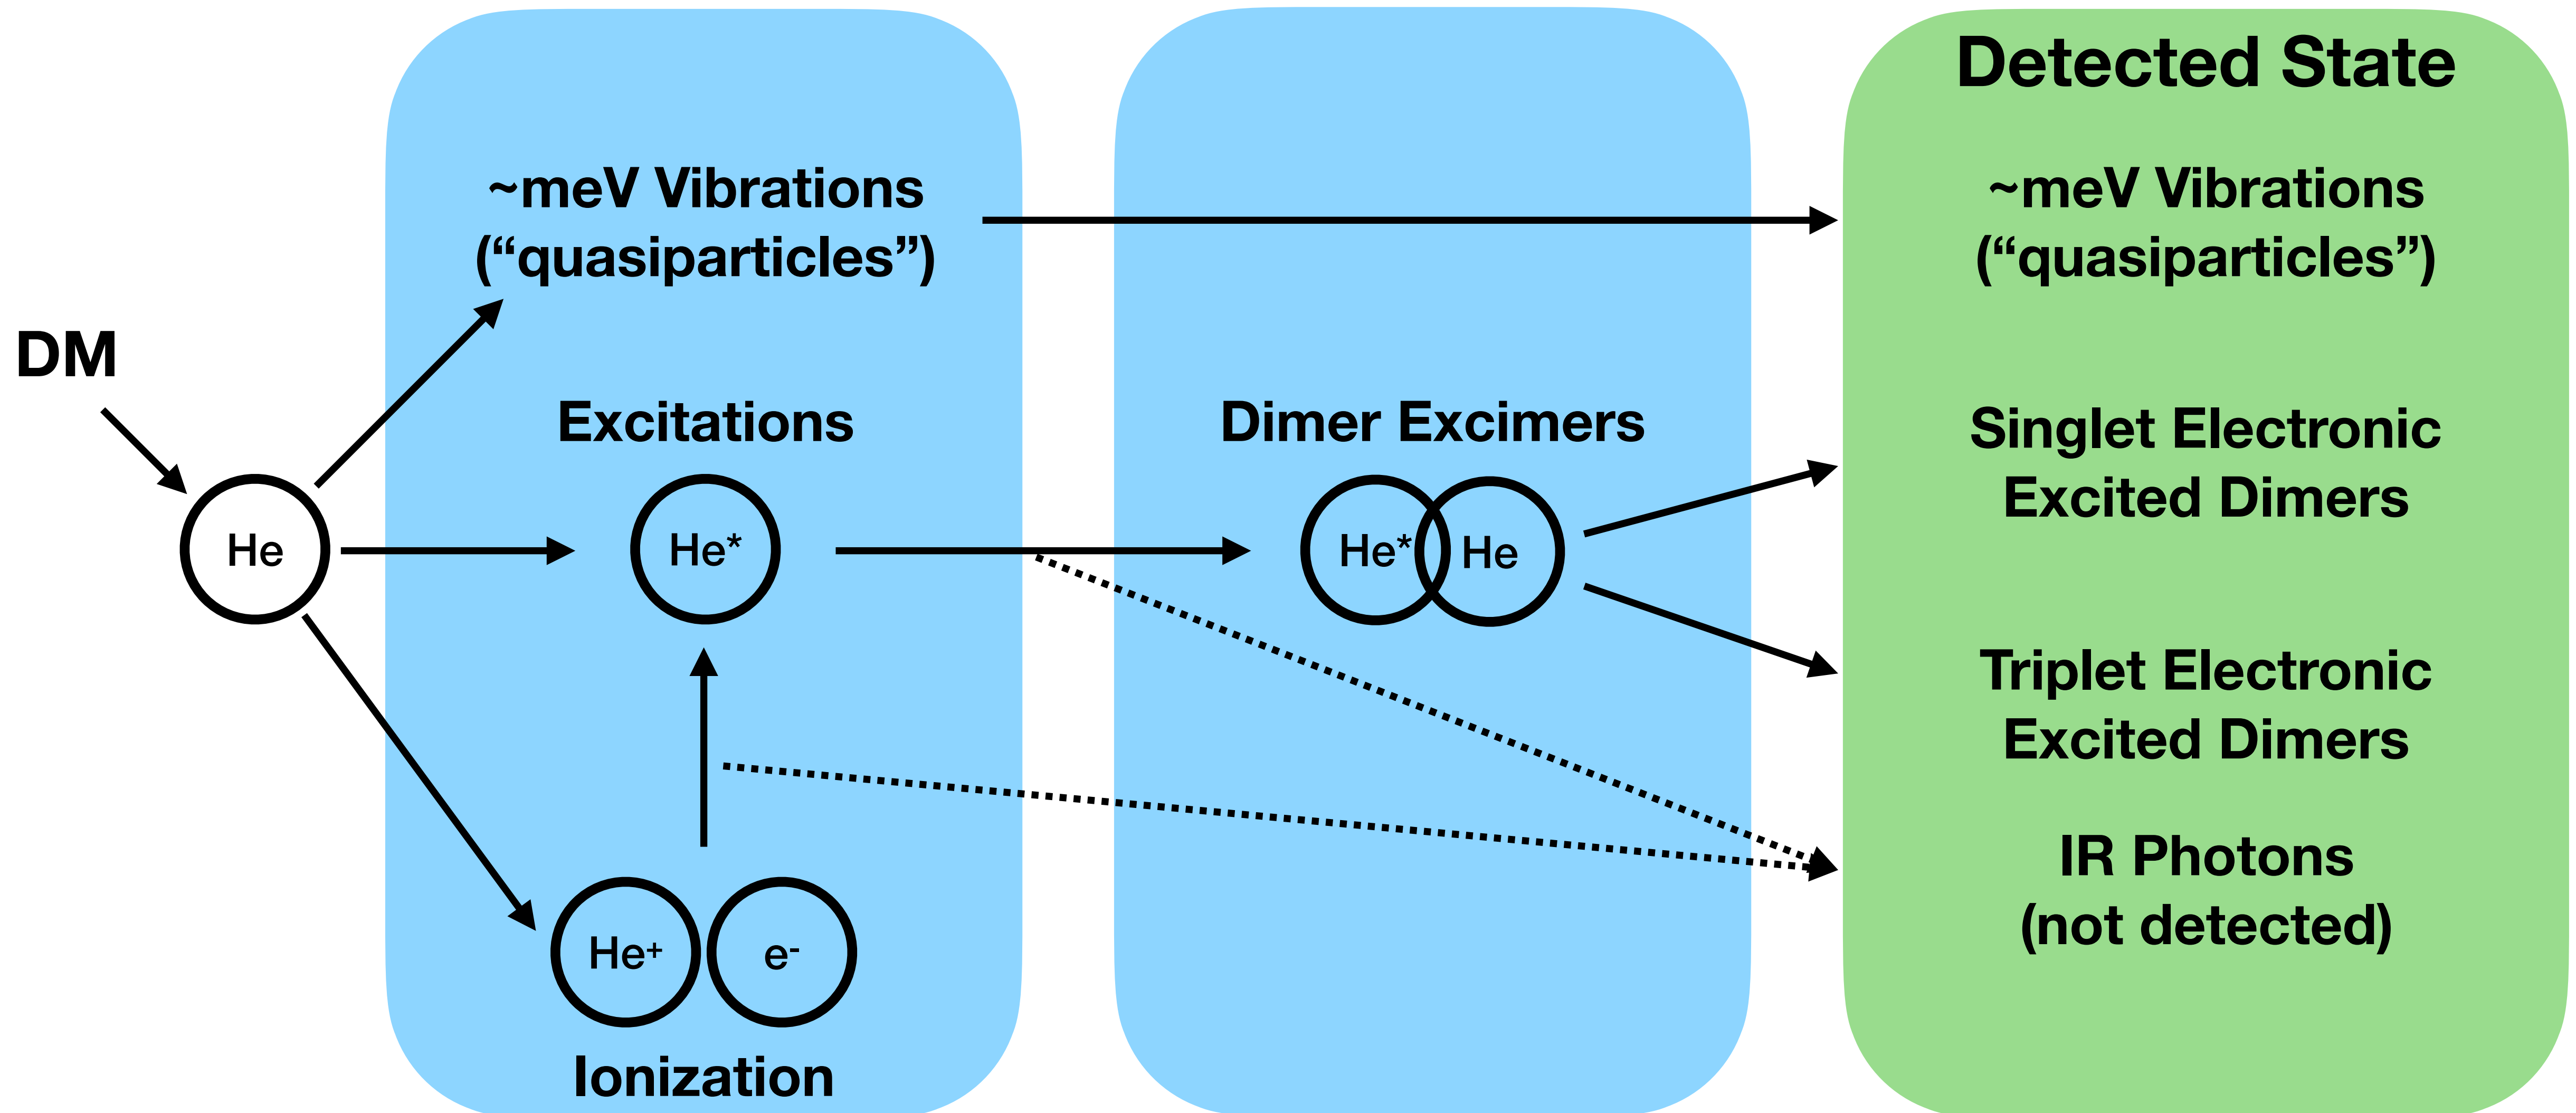 DM
He
~meV Vibrations
(“quasiparticles”)
Excitations
He*
He⁺
e⁻
Ionization
Dimer Excimers
He*
He
Detected State
~meV Vibrations
(“quasiparticles”)
Singlet Electronic
Excited Dimers
Triplet Electronic
Excited Dimers
IR Photons
(not detected)